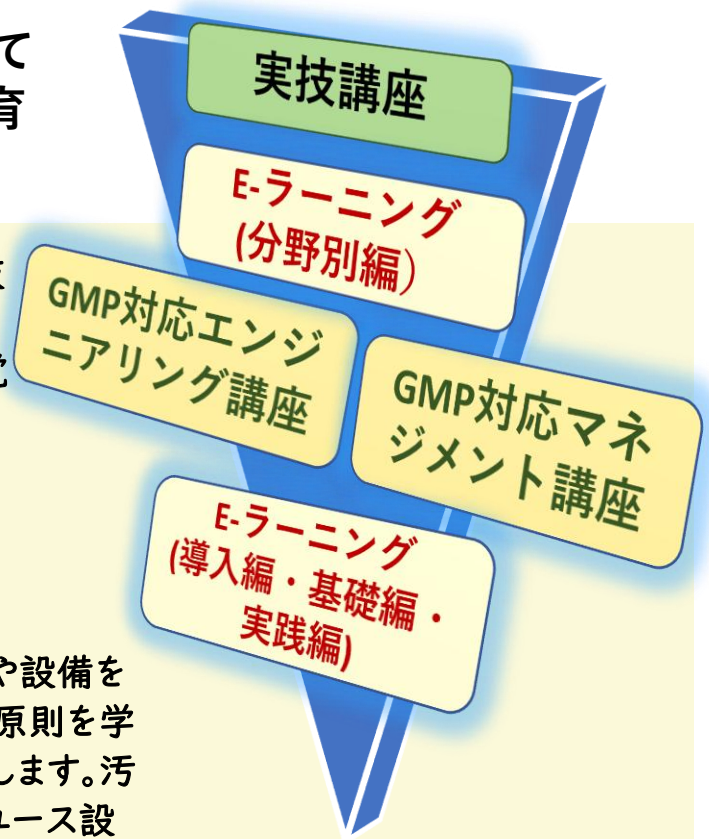 て
育
実技講座
E-ラーニング
(分野別編)
GMP対応エンジ
ニアリング講座
GMP対応マネ
ジメント講座
E-ラーニング
(導入編・基礎編・
実践編)
や設備を
原則を学
します。汚
ユース設